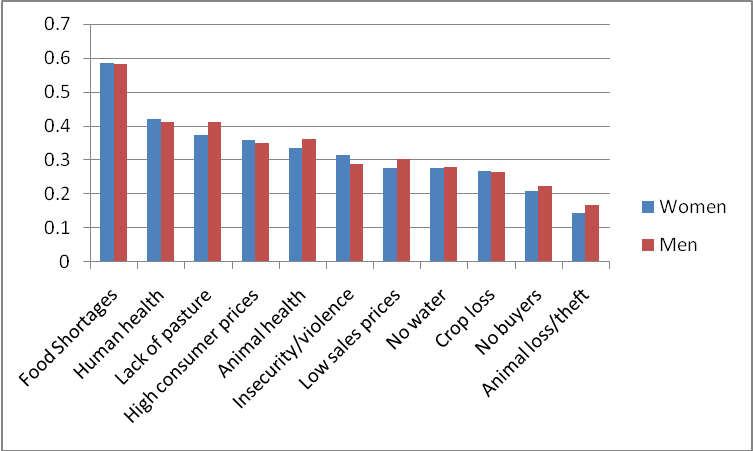 0.7
0.6
0.5
0.4
0.3
0.2
0.1
0
Food Shortages
Human health
Lack of pasture
High consumer prices
Animal health
Insecurity/violence
Low sales prices
No water
Crop loss
No buyers
Animal loss/theft
Women
Men